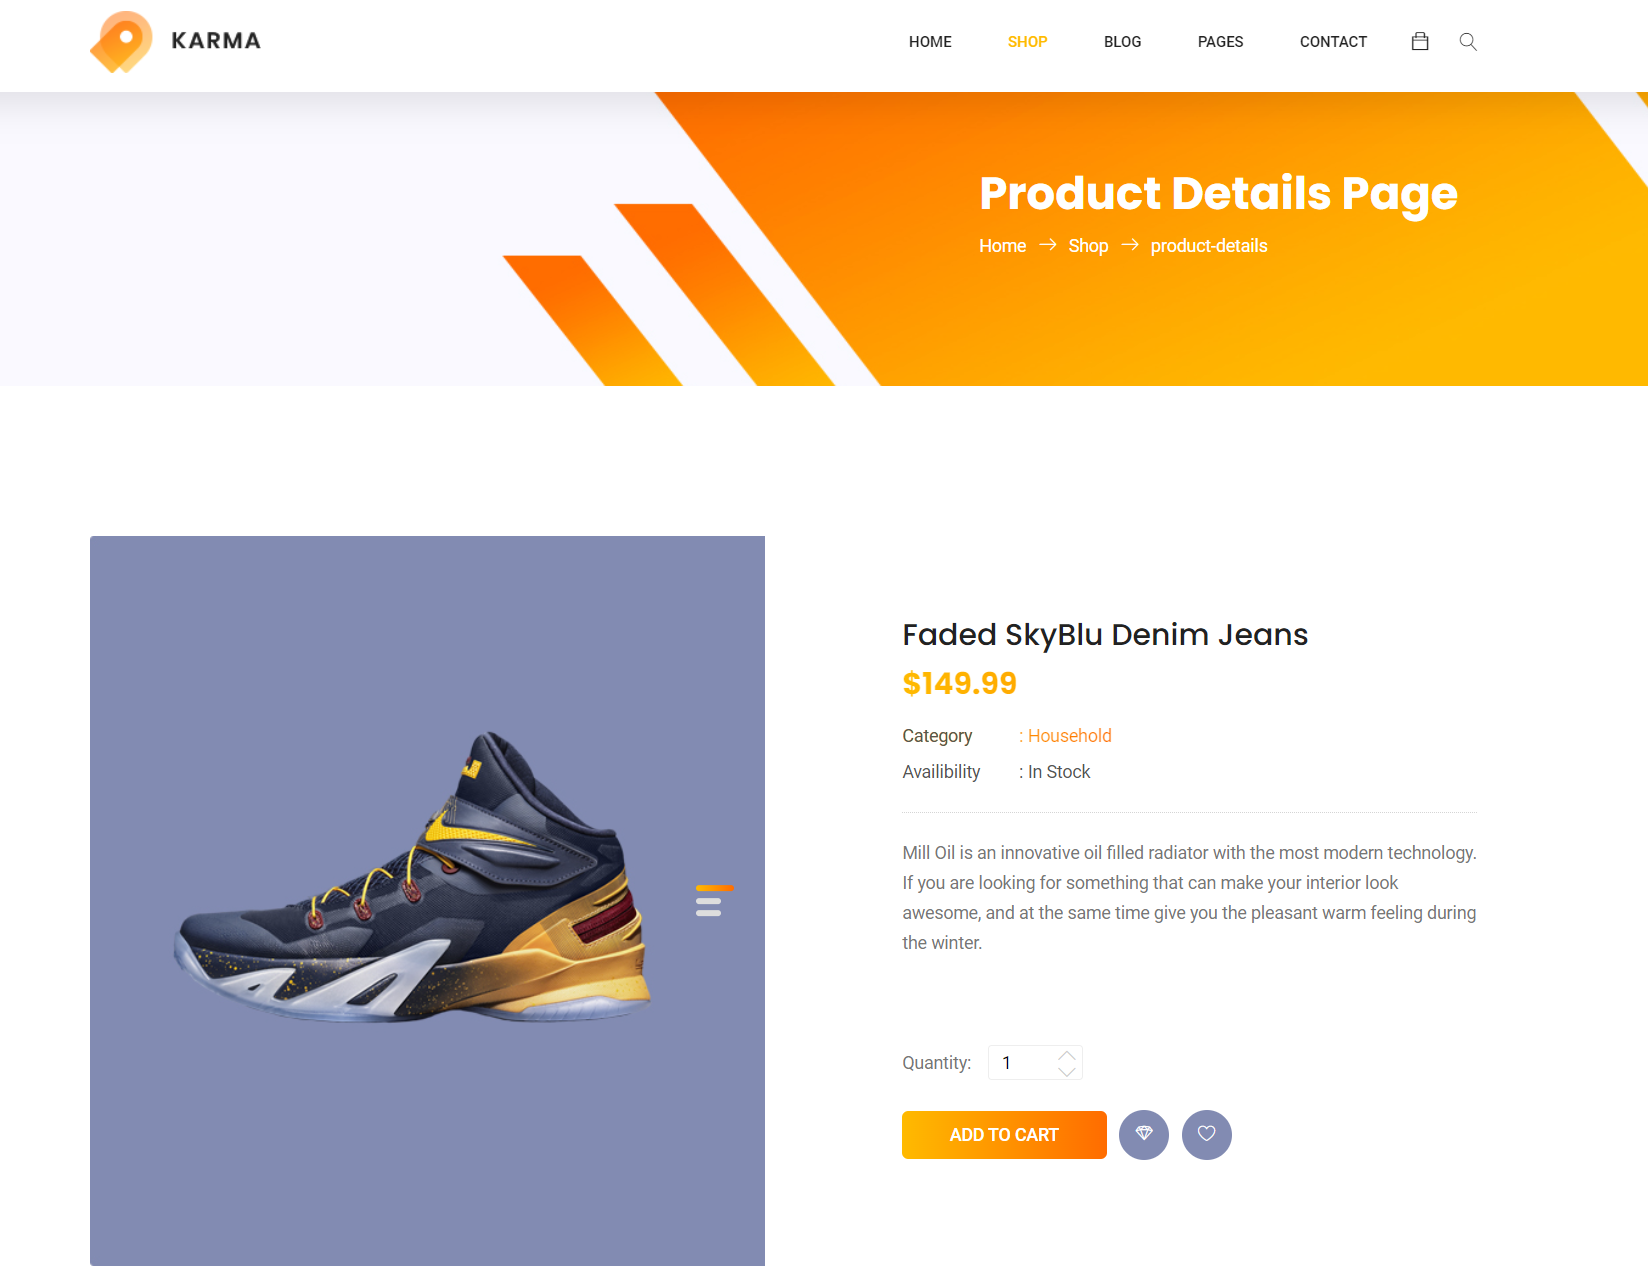 KARMA
HOME SHOP BLOG PAGES CONTACT
Product Details Page
Home → Shop → product-details
Faded SkyBlu Denim Jeans
$149.99
Category : Household
Availibility : In Stock
Mill Oil is an innovative oil filled radiator with the most modern technology.
If you are looking for something that can make your interior look
awesome, and at the same time give you the pleasant warm feeling during
the winter.
Quantity: 1
ADD TO CART